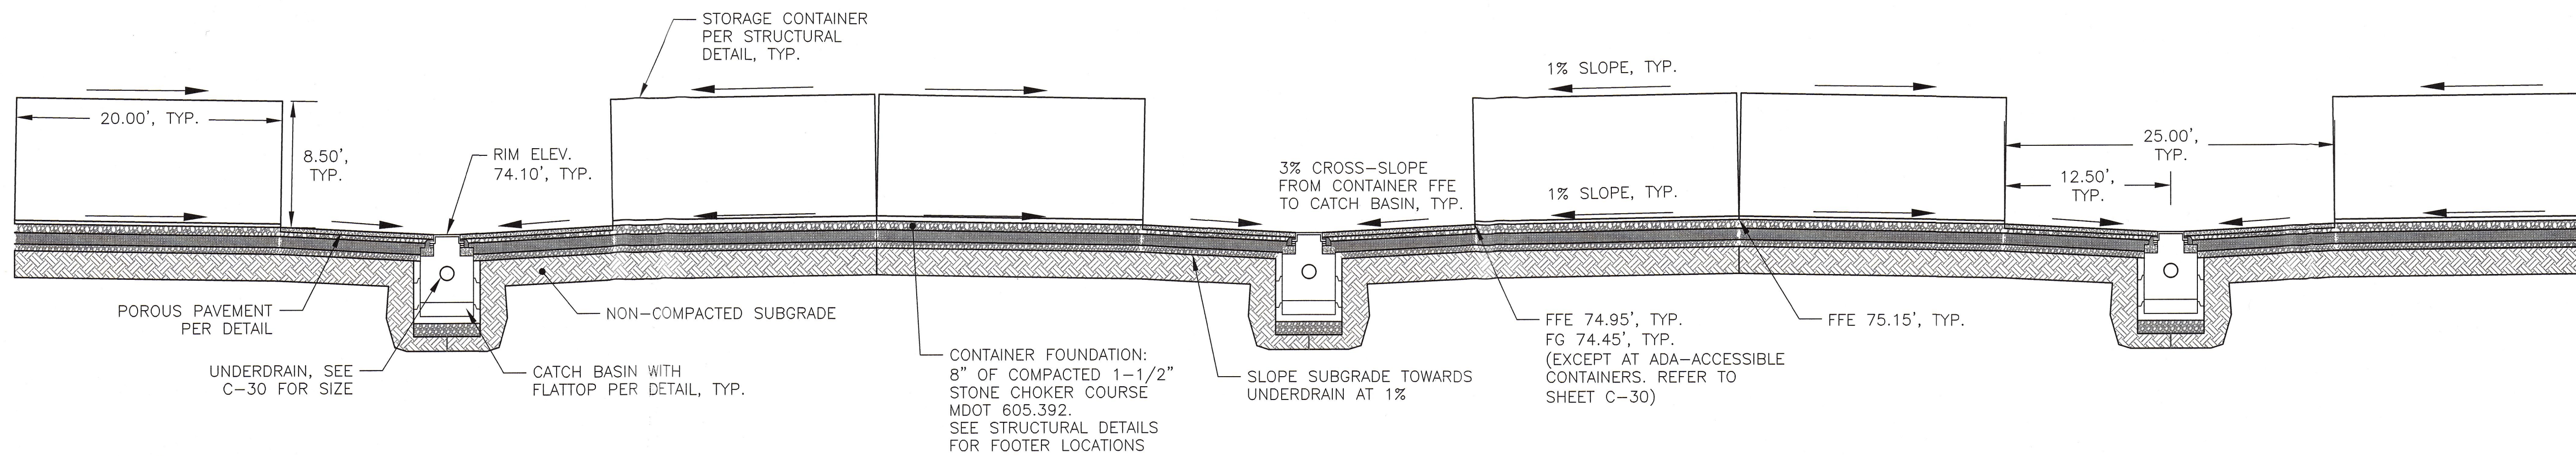 STORAGE CONTAINER
PER STRUCTURAL
DETAIL, TYP.
20.00', TYP.
8.50',
TYP.
RIM ELEV.
74.10', TYP.
1% SLOPE, TYP.
3% CROSS-SLOPE
FROM CONTAINER FFE
TO CATCH BASIN, TYP.
1% SLOPE, TYP.
25.00',
TYP.
12.50',
TYP.
POROUS PAVEMENT
PER DETAIL
UNDERDRAIN, SEE
C-30 FOR SIZE
CATCH BASIN WITH
FLATTOP PER DETAIL, TYP.
NON-COMPACTED SUBGRADE
CONTAINER FOUNDATION:
8" OF COMPACTED 1-1/2"
STONE CHOKER COURSE
MDOT 605.392.
SEE STRUCTURAL DETAILS
FOR FOOTER LOCATIONS
SLOPE SUBGRADE TOWARDS
UNDERDRAIN AT 1%
FFE 74.95', TYP.
FG 74.45', TYP.
(EXCEPT AT ADA-ACCESSIBLE
CONTAINERS. REFER TO
SHEET C-30)
FFE 75.15', TYP.